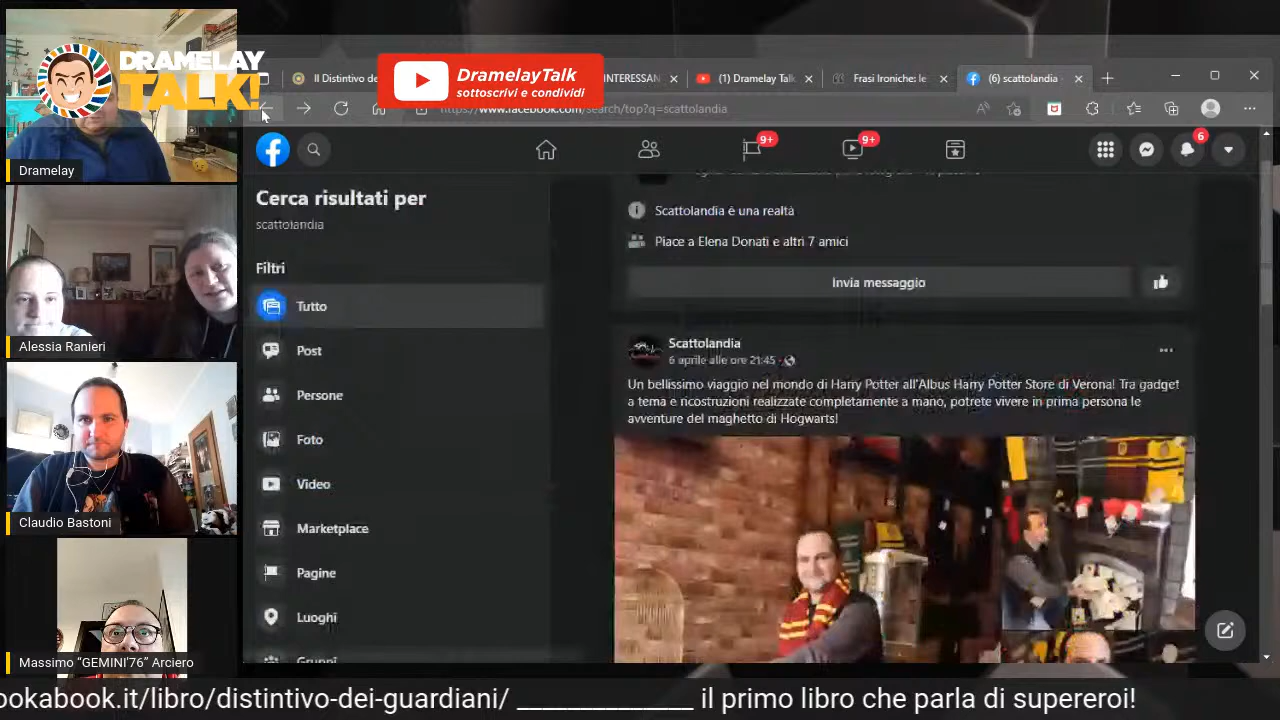 DRAMELAY
TALK!
DramelayTalk
sottoscrivi e condividi
Il Distintivo de
INTERESSAN
(1) Dramelay Talk
Frasi Ironiche: le
(6) scattolandia
https://www.facebook.com/search/top?q=scattolandia
9+
9+
6
Cerca risultati per
scattolandia
Filtri
Tutto
Post
Persone
Foto
Video
Marketplace
Pagine
Luoghi
Gruppi
Scattolandia è una realtà
Piace a Elena Donati e altri 7 amici
Invia messaggio
Scattolandia
6 aprile alle ore 21:45
Un bellissimo viaggio nel mondo di Harry Potter all'Albus Harry Potter Store di Verona! Tra gadget
a tema e ricostruzioni realizzate completamente a mano, potrete vivere in prima persona le
avventure del maghetto di Hogwarts!
Dramelay
Alessia Ranieri
Claudio Bastoni
Massimo “GEMINI'76” Arciero
ookabook.it/libro/distintivo-dei-guardiani/ ______________ il primo libro che parla di supereroi!